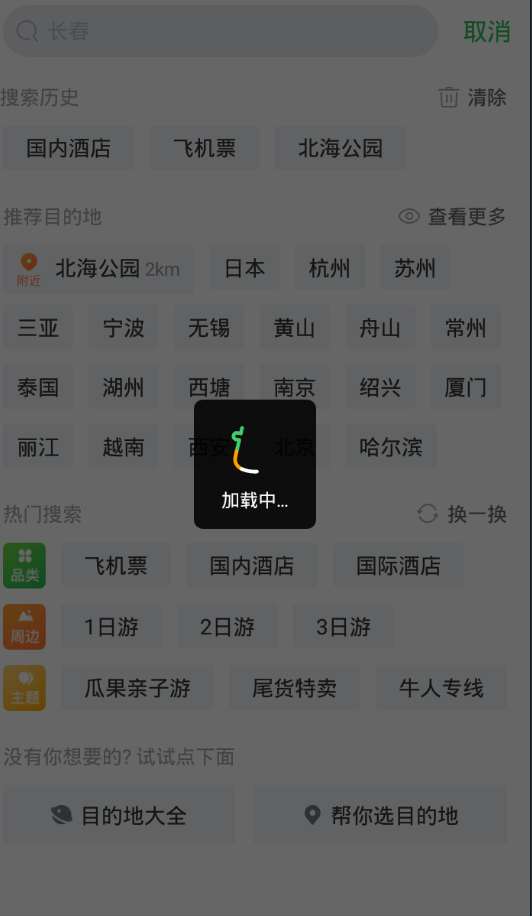 长春 取消
搜索历史 清除
国内酒店 飞机票 北海公园
推荐目的地 查看更多
附近 北海公园 2km 日本 杭州 苏州
三亚 宁波 无锡 黄山 舟山 常州
泰国 湖州 西塘 南京 绍兴 厦门
丽江 越南 西安 北京 哈尔滨
加载中...
热门搜索 换一换
品类 飞机票 国内酒店 国际酒店
周边 1日游 2日游 3日游
主题 瓜果亲子游 尾货特卖 牛人专线
没有你想要的? 试试点下面
目的地大全 帮你选目的地